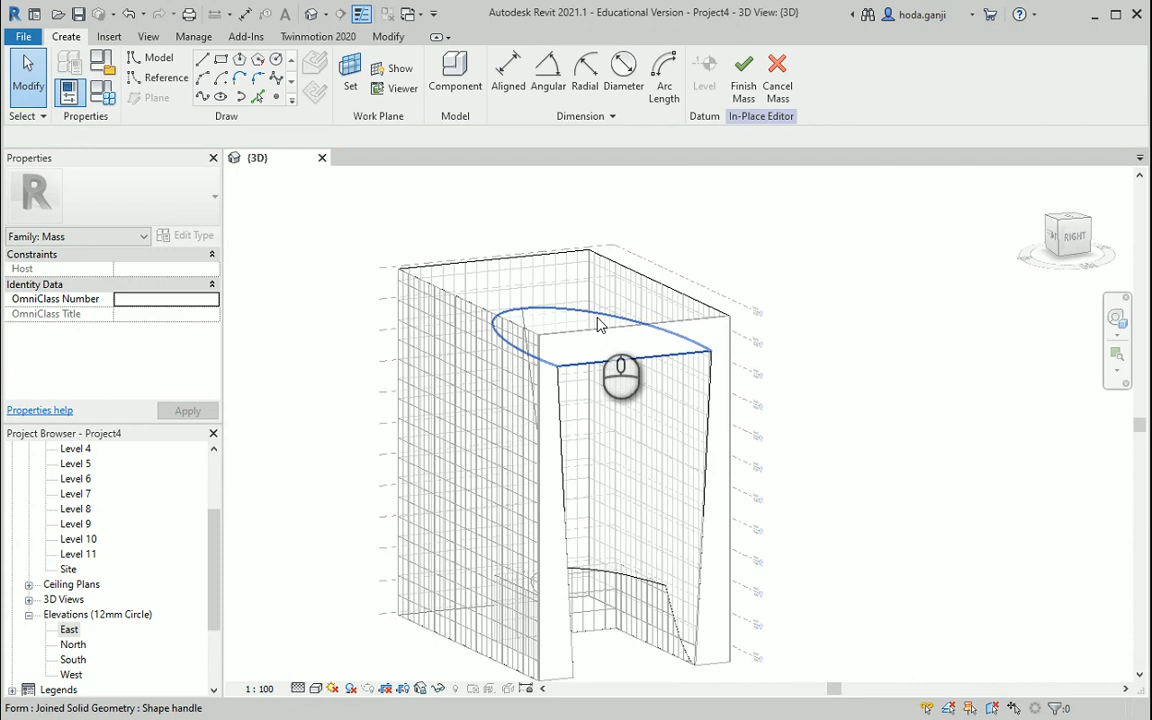 Autodesk Revit 2021.1 - Educational Version - Project4 - 3D View: {3D}
hoda.ganji
File Create Insert View Manage Add-Ins Twinmotion 2020 Modify
Modify
Select
Properties
Model
Reference
Plane
Draw
Set
Show
Viewer
Work Plane
Component
Model
Aligned
Angular
Radial
Diameter
Arc
Length
Dimension
Level
Datum
Finish
Mass
Cancel
Mass
In-Place Editor
Properties
{3D}
Family: Mass
Edit Type
Constraints
Host
Identity Data
OmniClass Number
OmniClass Title
Properties help
Apply
Project Browser - Project4
Level 4
Level 5
Level 6
Level 7
Level 8
Level 9
Level 10
Level 11
Site
Ceiling Plans
3D Views
Elevations (12mm Circle)
East
North
South
West
Legends
RIGHT
1 : 100
Form : Joined Solid Geometry : Shape handle
:0